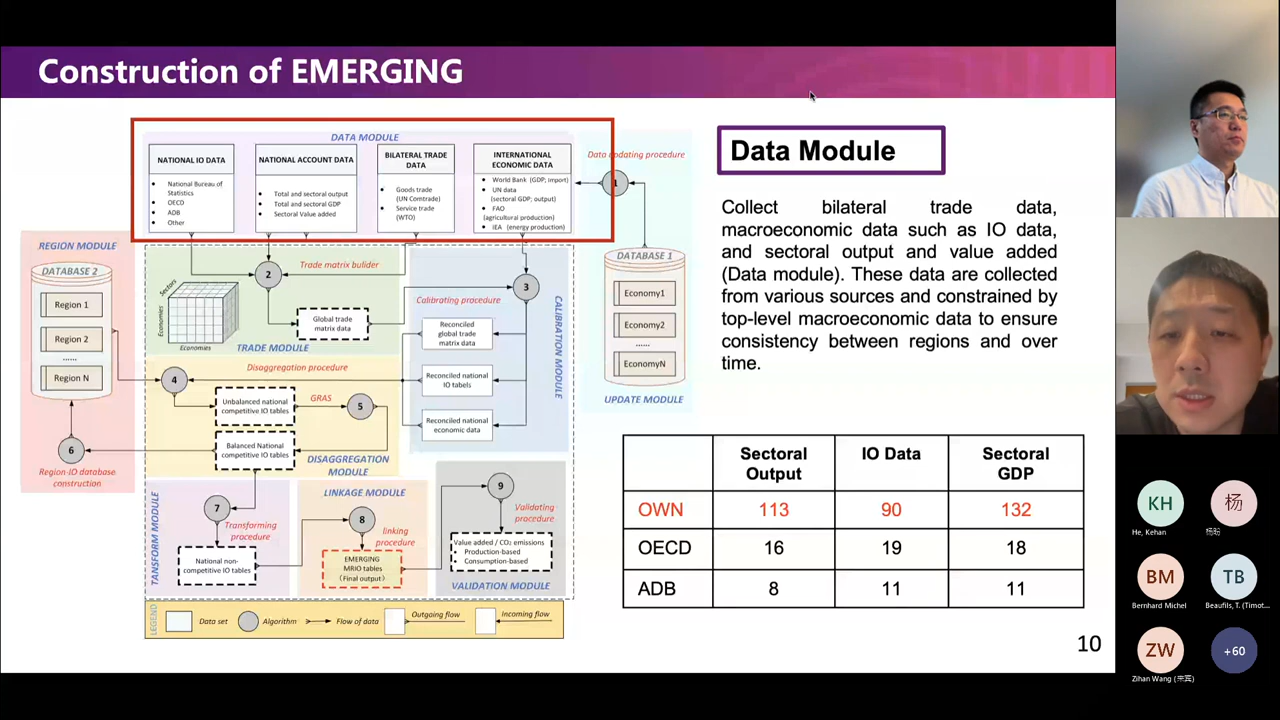 Construction of EMERGING
DATA MODULE
NATIONAL IO DATA
National Bureau of
Statistics
OECD
ADB
Other
NATIONAL ACCOUNT DATA
Total and sectoral output
Total and sectoral GDP
Sectoral Value added
BILATERAL TRADE
DATA
Goods trade
(UN Comtrade)
Service trade
(WTO)
INTERNATIONAL
ECONOMIC DATA
World Bank (GDP; import)
UN data
(sectoral GDP; output)
FAO
(agricultural production)
IEA (energy production)
Data updating procedure
1
REGION MODULE
DATABASE 2
Region 1
Region 2
......
Region N
6
Region-IO database
construction
2
Trade matrix bulider
Sectors
Economies
Economies
Global trade
matrix data
TRADE MODULE
3
Calibrating procedure
Reconciled
global trade
matrix data
Reconciled national
IO tabels
Reconciled national
economic data
CALIBRATION MODULE
DATABASE 1
Economy1
Economy2
......
EconomyN
UPDATE MODULE
Disaggregation procedure
4
Unbalanced national
competitive IO tables
GRAS
5
Balanced National
competitive IO tables
DISAGGREGATION
MODULE
TANSFORM MODULE
7
Transforming
procedure
National non-
competitive IO tables
LINKAGE MODULE
8
linking
procedure
EMERGING
MRIO tables
(Final output)
9
Validating
procedure
Value added / CO₂ emissions
Production-based
Consumption-based
VALIDATION MODULE
LEGEND
Data set
Algorithm
Flow of data
Outgoing flow
Incoming flow
Data Module
Collect bilateral trade data,
macroeconomic data such as IO data,
and sectoral output and value added
(Data module). These data are collected
from various sources and constrained by
top-level macroeconomic data to ensure
consistency between regions and over
time.
Sectoral Output IO Data Sectoral GDP
OWN 113 90 132
OECD 16 19 18
ADB 8 11 11
10
KH
He, Kehan
杨
杨盼
BM
Bernhard Michel
TB
Beaufils, T. (Timot...
ZW
Zihan Wang (宋宾)
+60